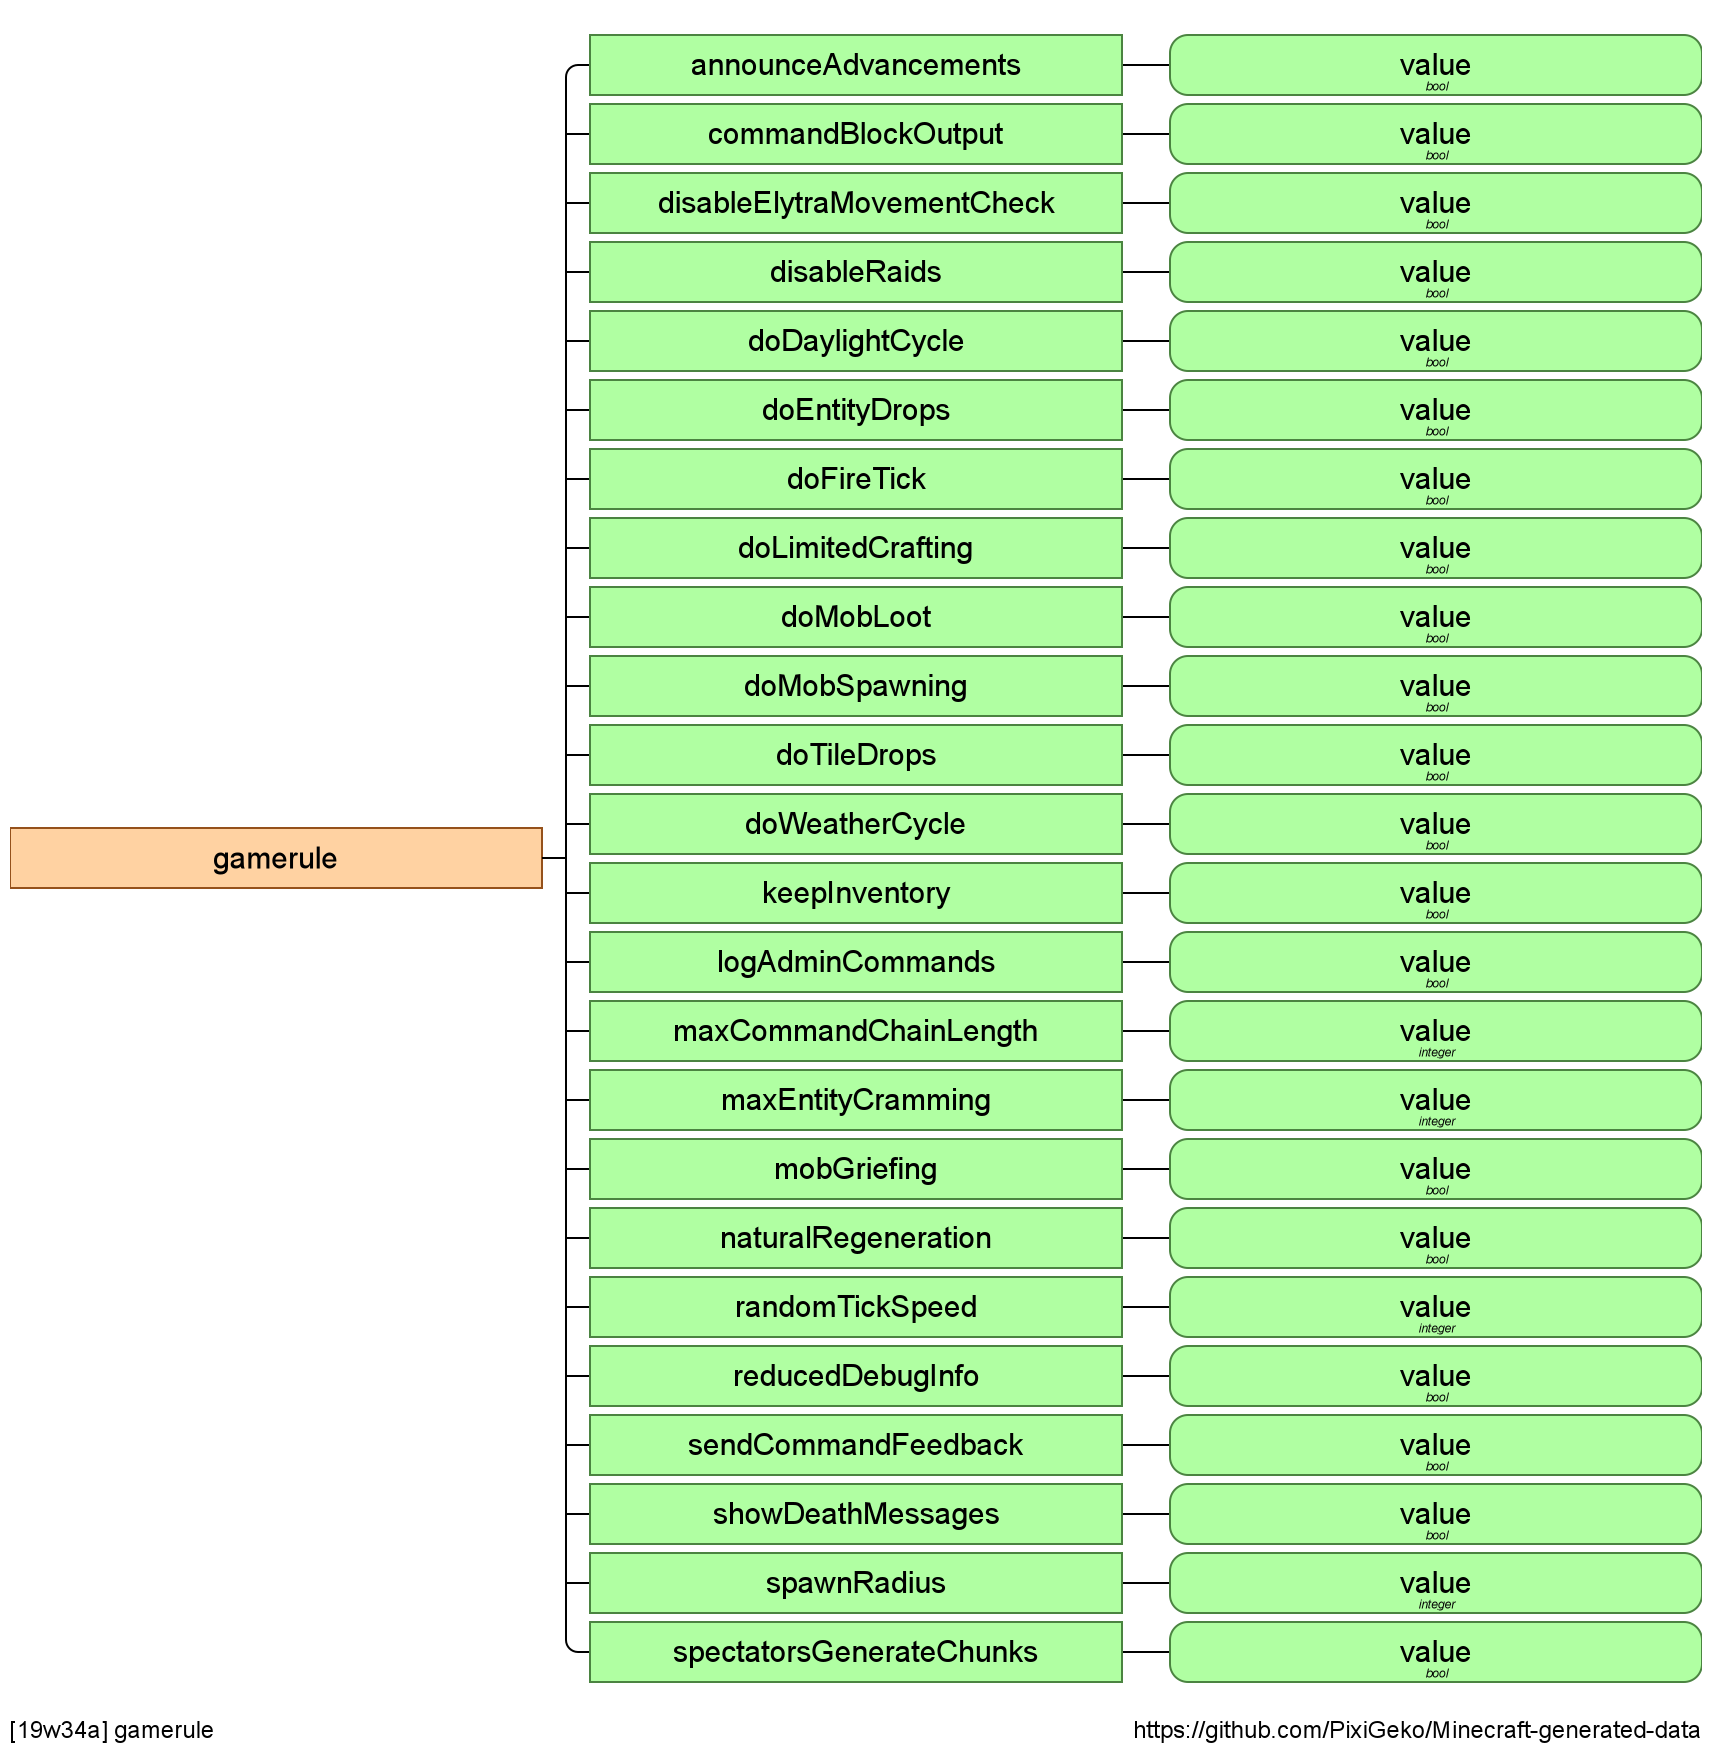 announceAdvancements
value
bool
commandBlockOutput
value
bool
disableElytraMovementCheck
value
bool
disableRaids
value
bool
doDaylightCycle
value
bool
doEntityDrops
value
bool
doFireTick
value
bool
doLimitedCrafting
value
bool
doMobLoot
value
bool
doMobSpawning
value
bool
doTileDrops
value
bool
doWeatherCycle
value
bool
gamerule
keepInventory
value
bool
logAdminCommands
value
bool
maxCommandChainLength
value
integer
maxEntityCramming
value
integer
mobGriefing
value
bool
naturalRegeneration
value
bool
randomTickSpeed
value
integer
reducedDebugInfo
value
bool
sendCommandFeedback
value
bool
showDeathMessages
value
bool
spawnRadius
value
integer
spectatorsGenerateChunks
value
bool
[19w34a] gamerule
https://github.com/PixiGeko/Minecraft-generated-data